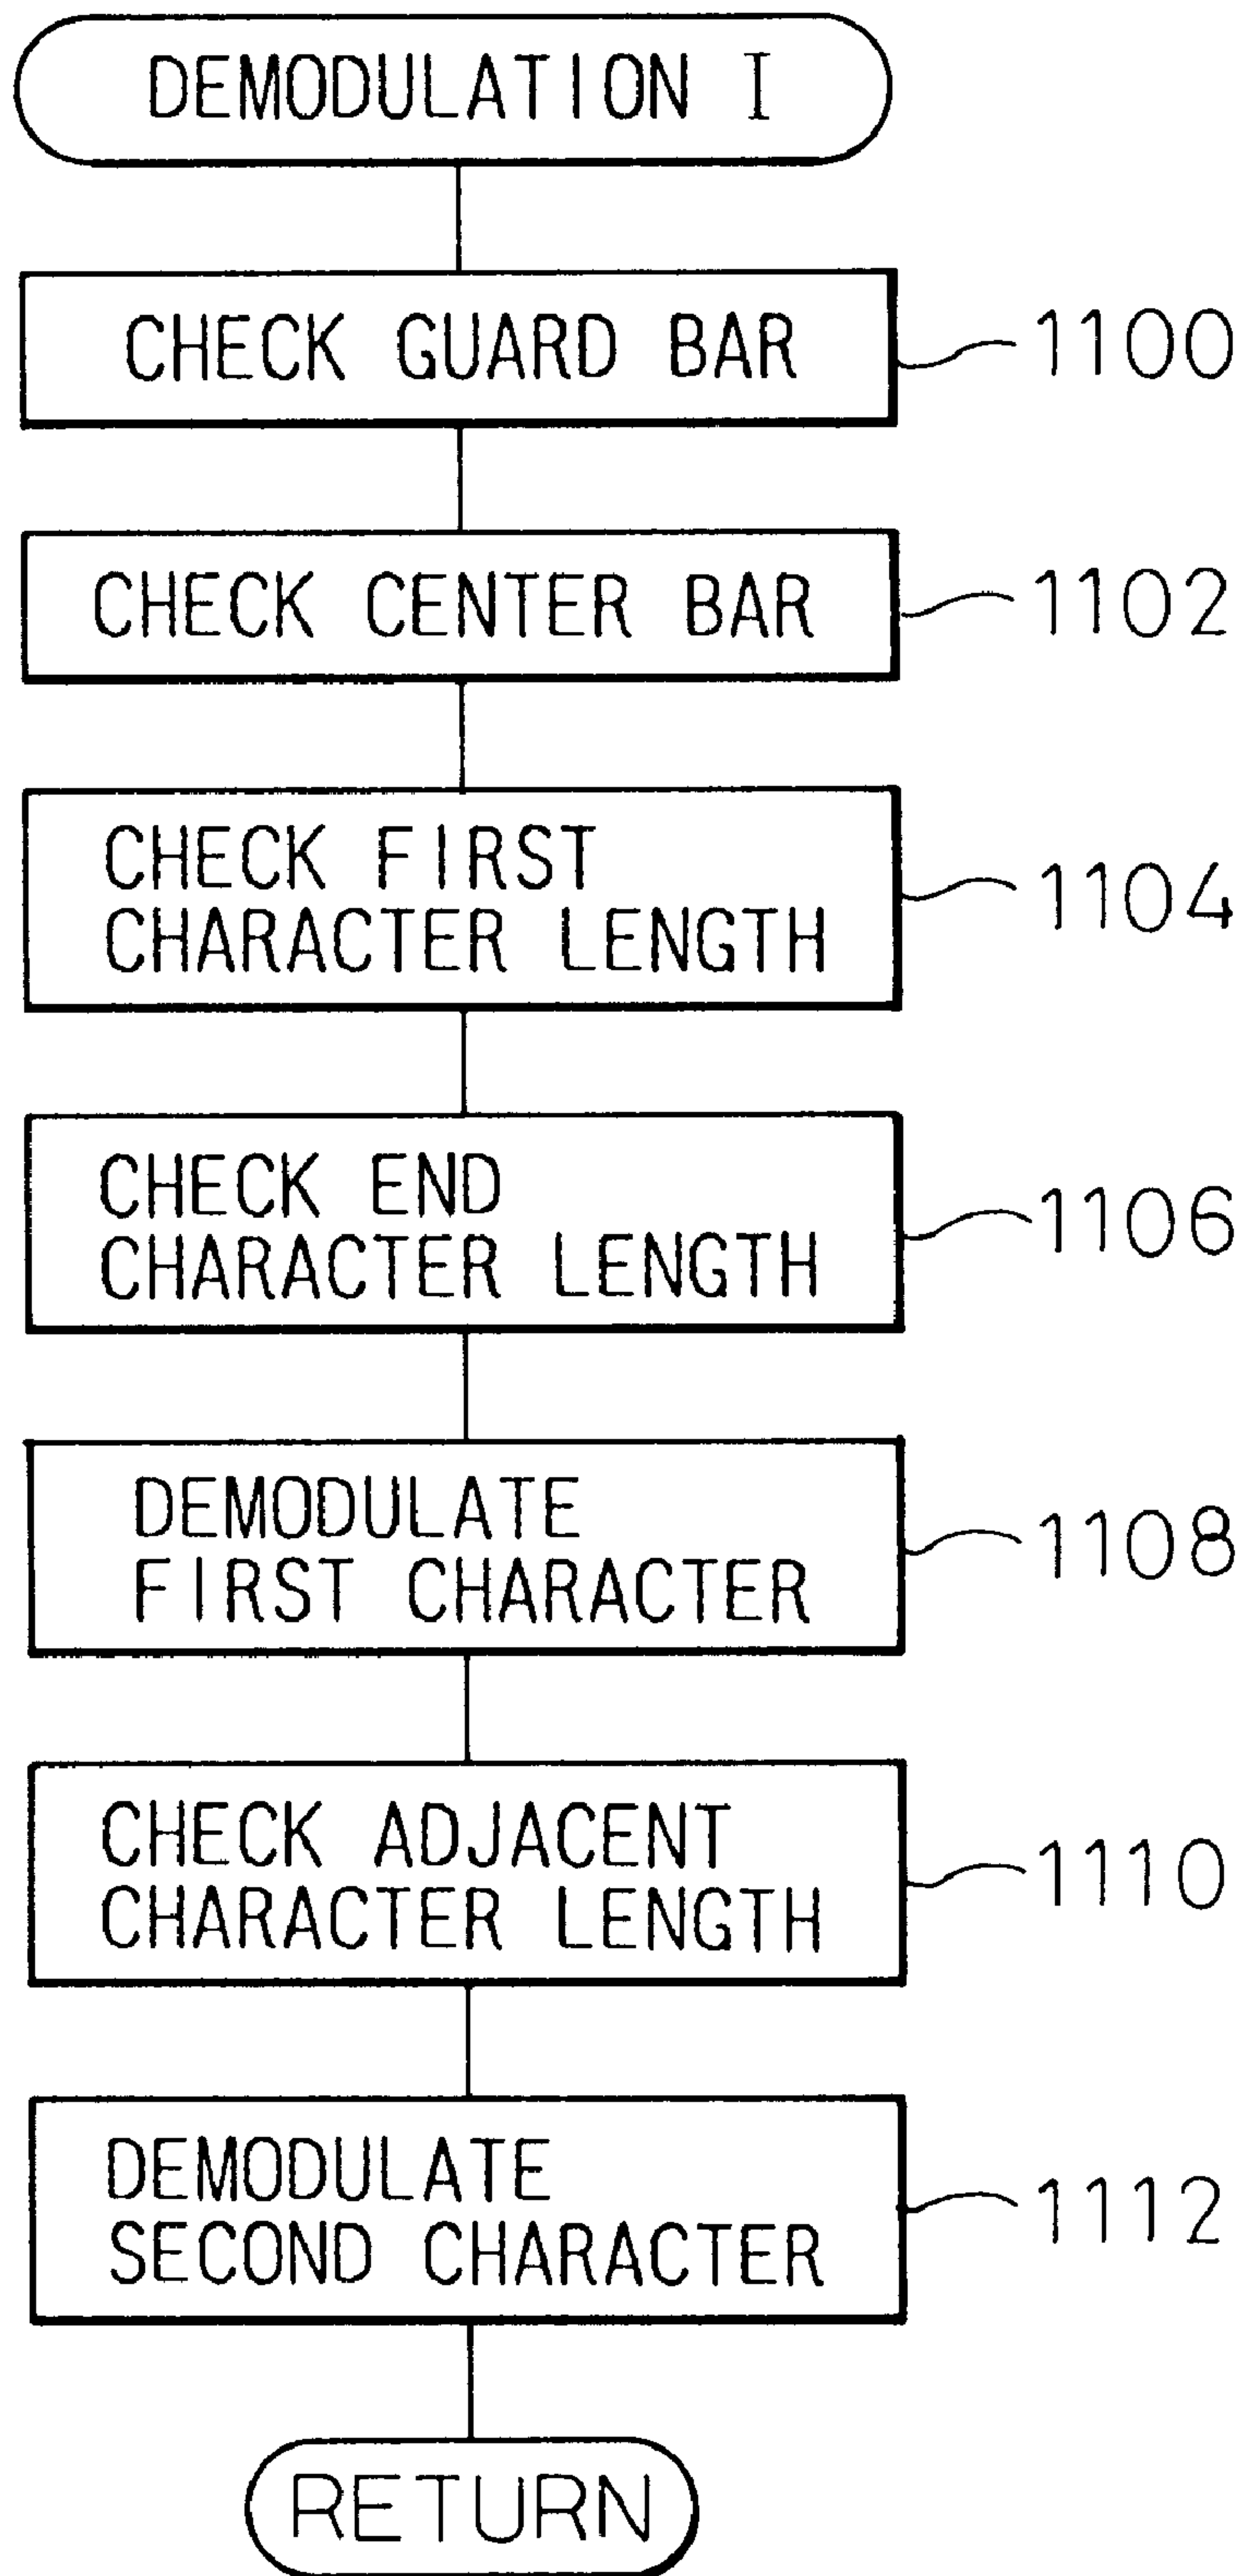 DEMODULATION I
CHECK GUARD BAR
1100
CHECK CENTER BAR
1102
CHECK FIRST
CHARACTER LENGTH
1104
CHECK END
CHARACTER LENGTH
1106
DEMODULATE
FIRST CHARACTER
1108
CHECK ADJACENT
CHARACTER LENGTH
1110
DEMODULATE
SECOND CHARACTER
1112
RETURN